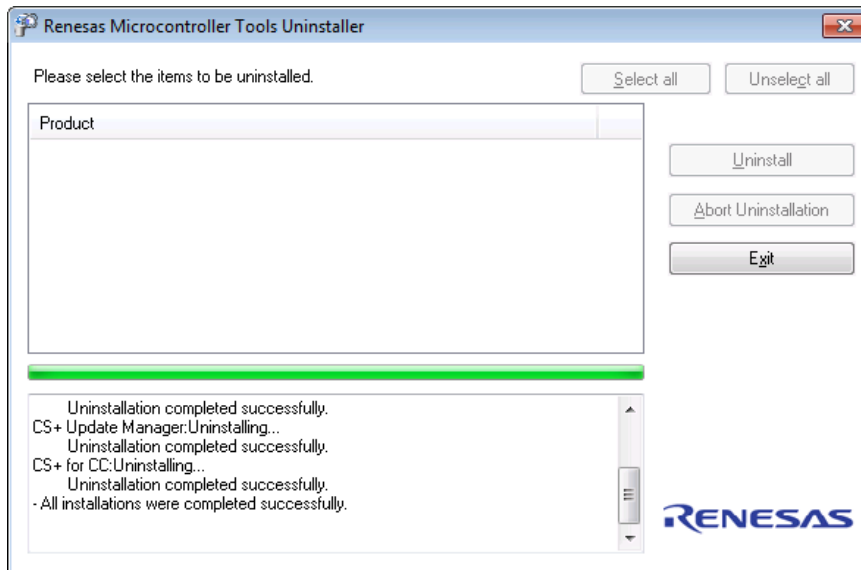 Renesas Microcontroller Tools Uninstaller
Please select the items to be uninstalled.
Select all
Unselect all
Product
Uninstall
Abort Uninstallation
Exit
Uninstallation completed successfully.
CS+ Update Manager:Uninstalling...
Uninstallation completed successfully.
CS+ for CC:Uninstalling...
Uninstallation completed successfully.
- All installations were completed successfully.
RENESAS